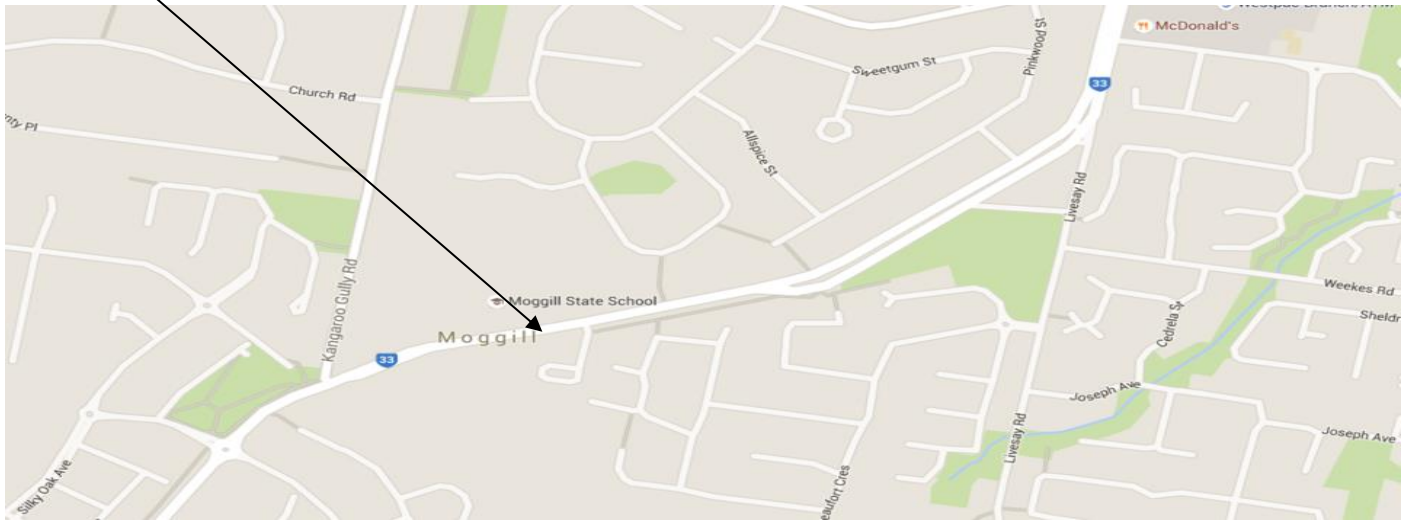 McDonald's
33
Pinkwood St
Sweetgum St
Church Rd
Allspice St
Livesay Rd
Kangaroo Gully Rd
Weekes Rd
Moggill State School
Cedrela St
Moggill
33
Joseph Ave
Joseph Ave
Livesay Rd
Silky Oak Ave